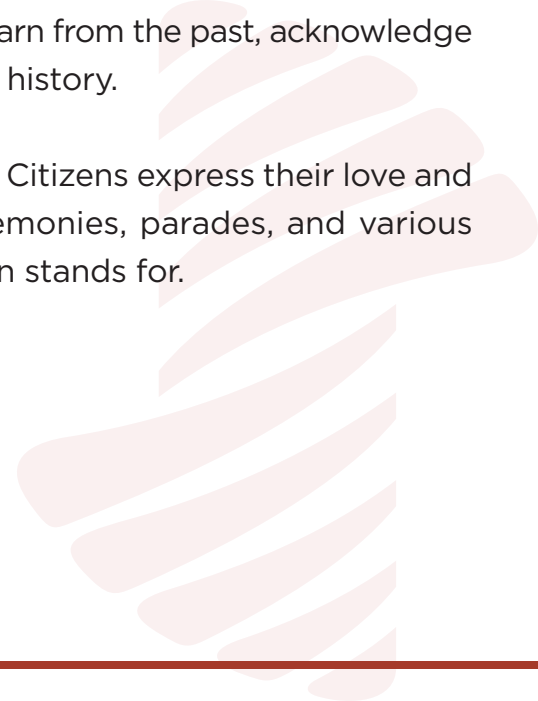 arn from the past, acknowledge
history.
Citizens express their love and
emonies, parades, and various
n stands for.